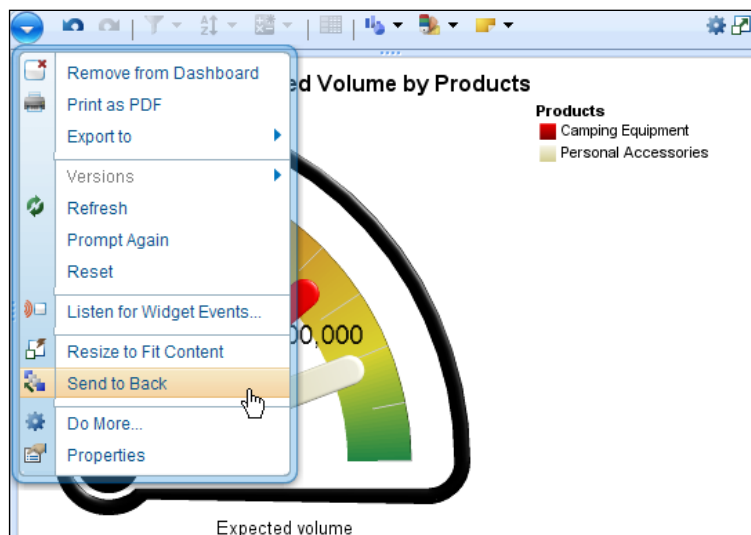 ed Volume by Products
Products
Camping Equipment
Personal Accessories
Remove from Dashboard
Print as PDF
Export to
Versions
Refresh
Prompt Again
Reset
Listen for Widget Events...
Resize to Fit Content
Send to Back
Do More...
Properties
00,000
Expected volume